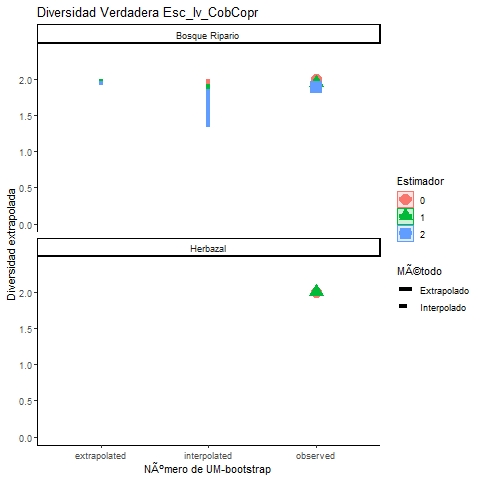 Diversidad Verdadera Esc_lv_CobCopr
Bosque Ripario
2.0
1.5
1.0
0.5
0.0
Herbazal
2.0
1.5
1.0
0.5
0.0
Diversidad extrapolada
extrapolated interpolated observed
NÃºmero de UM-bootstrap
Estimador
0
1
2
MÃ©todo
Extrapolado
Interpolado